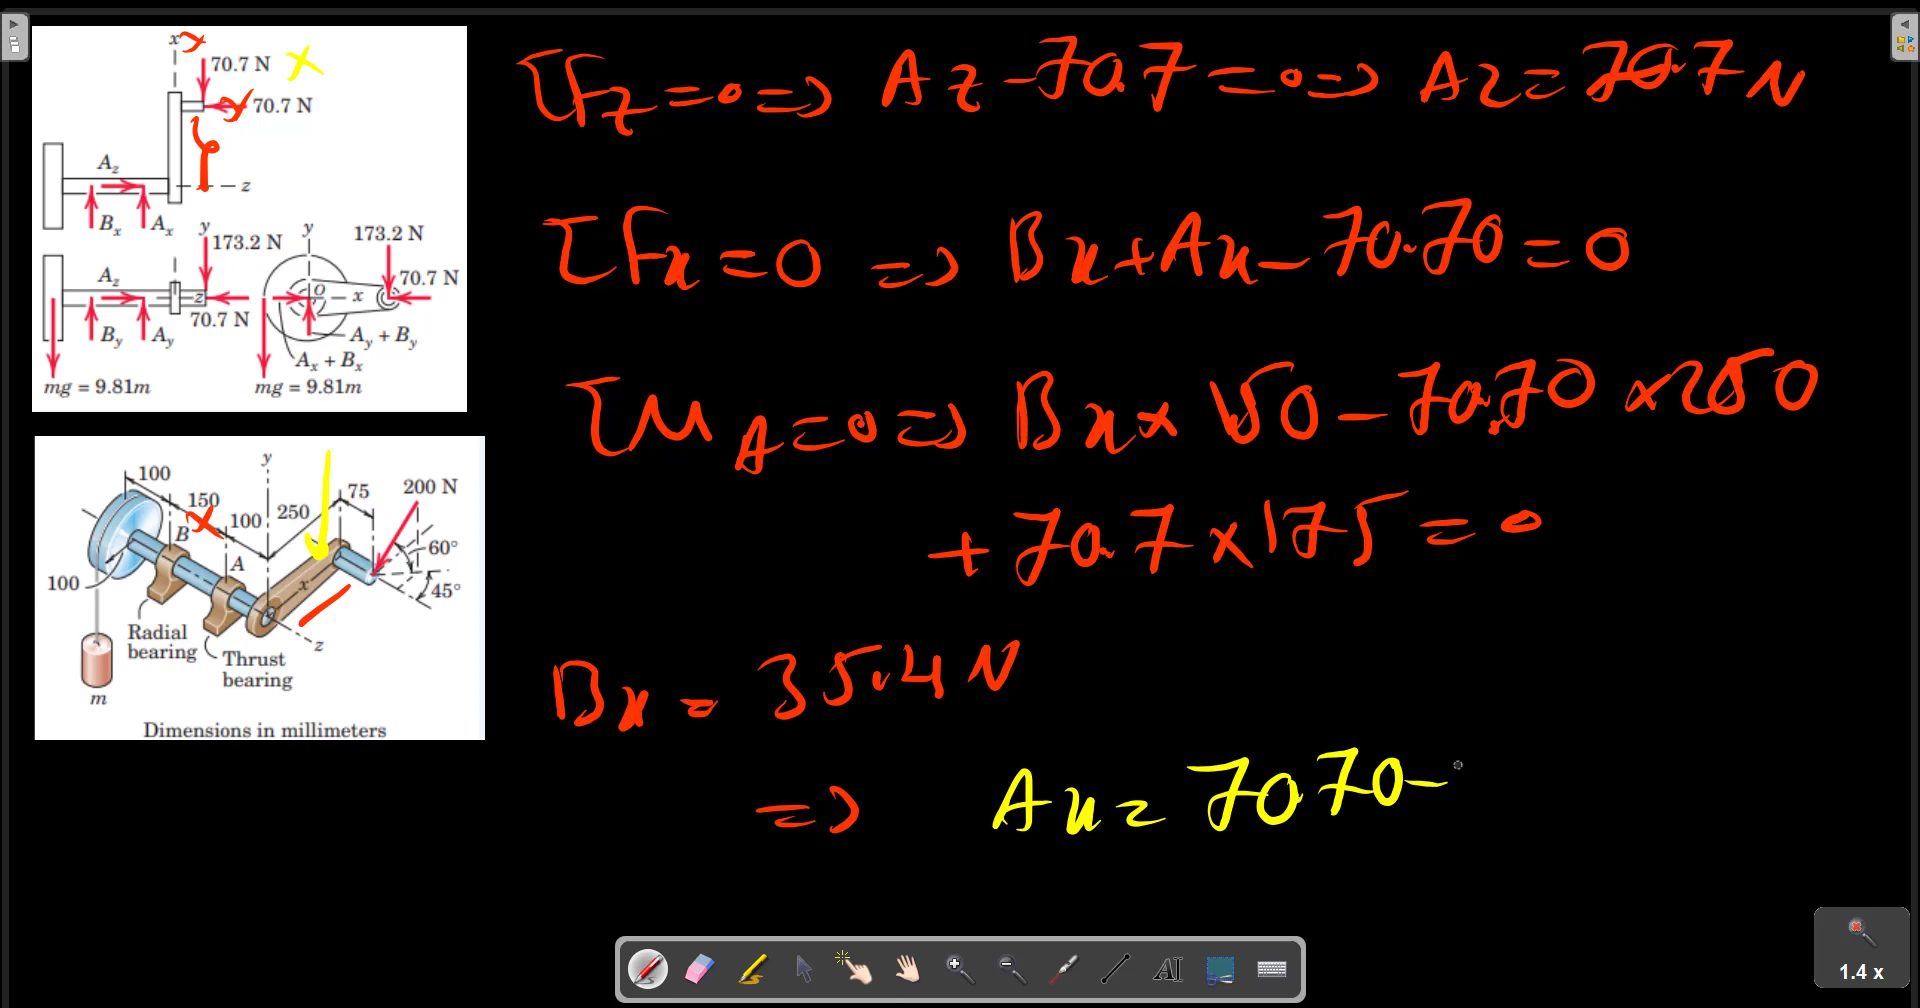 x
70.7 N
70.7 N
A_z
z
B_x
A_x
y
173.2 N
A_z
z
70.7 N
B_y
A_y
mg = 9.81m
y
173.2 N
70.7 N
O
x
A_y + B_y
A_x + B_x
mg = 9.81m
y
100
150
100
250
75
200 N
B
A
60°
45°
x
100
z
Radial
bearing
Thrust
bearing
m
Dimensions in millimeters
ΣFz=0 => Az-70.7=0 => Az=70.7N
ΣFx=0 => Bx+Ax-70.70=0
ΣM_A=0 => Bx×150-70.70×250
+70.7×175=0
Bx=35.4N
=> Ax=7070-
AI
1.4 x